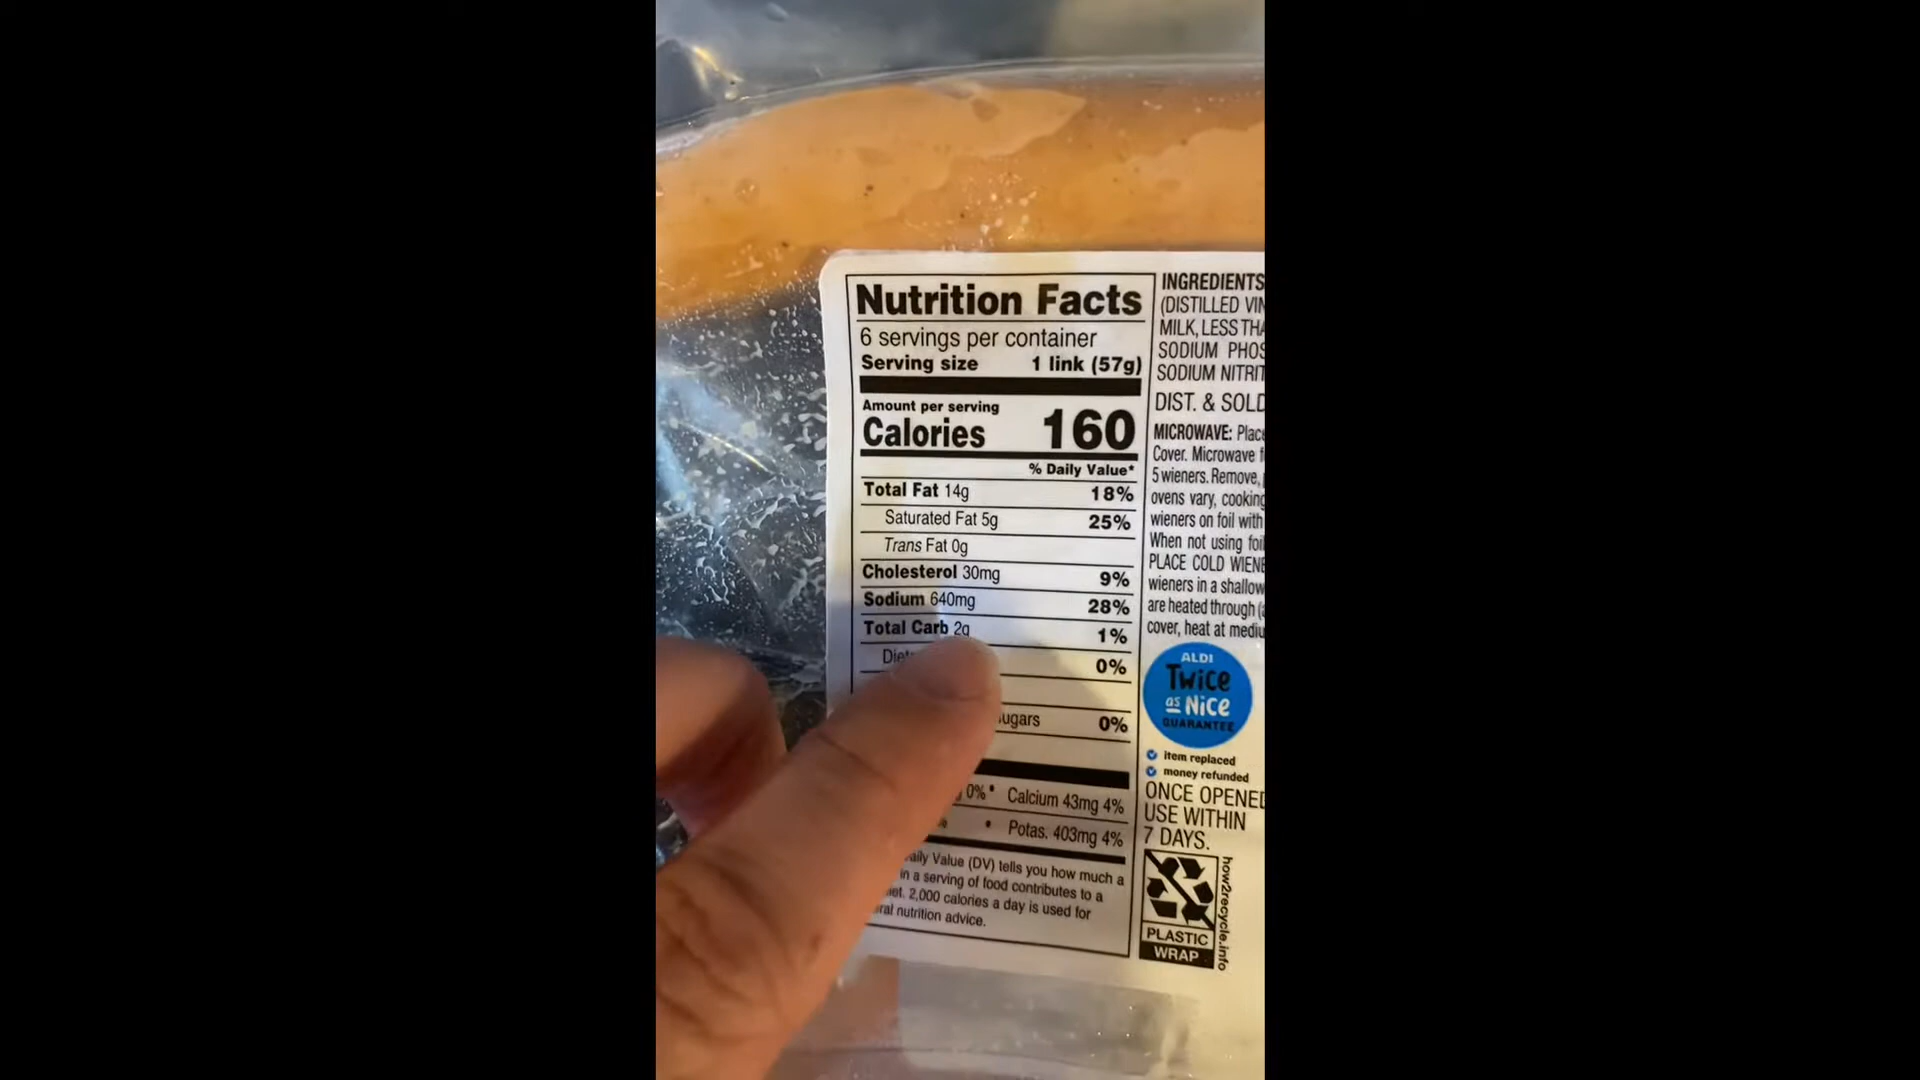 Nutrition Facts
6 servings per container
Serving size 1 link (57g)
Amount per serving
Calories 160
% Daily Value*
Total Fat 14g 18%
Saturated Fat 5g 25%
Trans Fat 0g
Cholesterol 30mg 9%
Sodium 640mg 28%
Total Carb 2g 1%
0%
ugars 0%
0% • Calcium 43mg 4%
• Potas. 403mg 4%
aily Value (DV) tells you how much a
in a serving of food contributes to a
et. 2,000 calories a day is used for
ral nutrition advice.
INGREDIENTS
(DISTILLED VIN
MILK, LESS THA
SODIUM PHOS
SODIUM NITRIT
DIST. & SOLD
MICROWAVE: Place
Cover. Microwave f
5 wieners. Remove,
ovens vary, cooking
wieners on foil with
When not using foil
PLACE COLD WIENE
wieners in a shallow
are heated through (a
cover, heat at mediu
ALDI
Twice
as Nice
GUARANTEE
item replaced
money refunded
ONCE OPENED
USE WITHIN
7 DAYS.
PLASTIC
WRAP
how2recycle.info